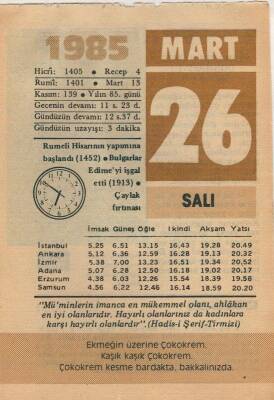 1985
MART
Hicrî: 1405 • Recep 4
Rumî: 1401 • Mart 13
Kasım: 139 • Yılın 85. günü
Gecenin devamı: 11 s. 23 d.
Gündüzün devamı: 12 s.37 d.
Gündüzün uzayışı: 3 dakika
26
Rumeli Hisarının yapımına
başlandı (1452) • Bulgarlar
Edirne'yi işgal
etti (1913) •
Çaylak
fırtınası
SALI
İmsak Güneş Öğle İkindi Akşam Yatsı
İstanbul 5.25 6.51 13.15 16.43 19.28 20.49
Ankara 5.12 6.36 12.59 16.28 19.13 20.32
İzmir 5.38 7.00 13.23 16.51 19.34 20.52
Adana 5.07 6.28 12.50 16.18 19.02 20.17
Erzurum 4.38 6.03 12.26 15.54 18.39 19.58
Samsun 4.56 6.22 12.46 16.14 18.59 20.20
"Mü'minlerin imanca en mükemmel olanı, ahlâkan
en iyi olanlarıdır. Hayırlı olanlarınız da kadınlara
karşı hayırlı olanlardır".(Hadis-i Şerif-Tirmizi)
Ekmeğin üzerine Çokokrem.
Kaşık kaşık Çokokrem.
Çokokrem kesme bardakta, bakkalınızda.